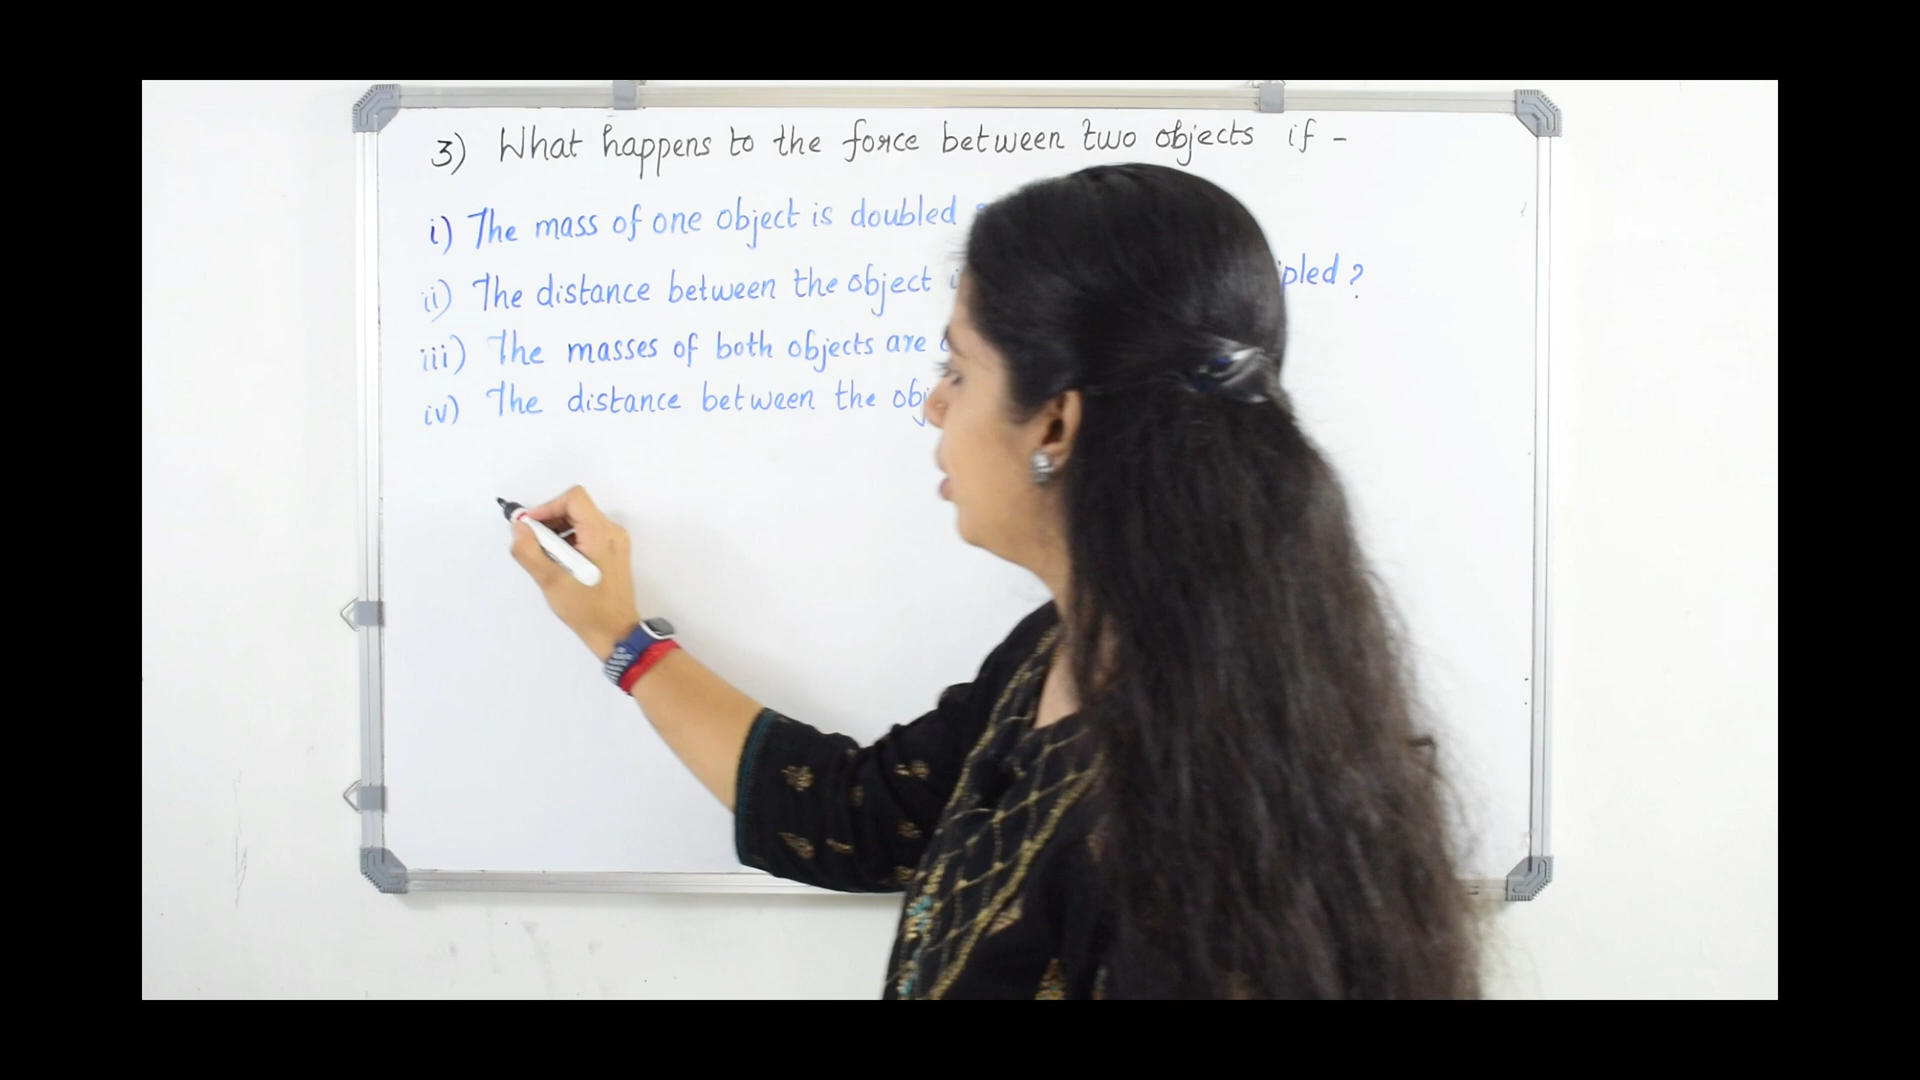 3) What happens to the force between two objects if -
i) The mass of one object is doubled
ii) The distance between the object pled ?
iii) The masses of both objects are
iv) The distance between the obj